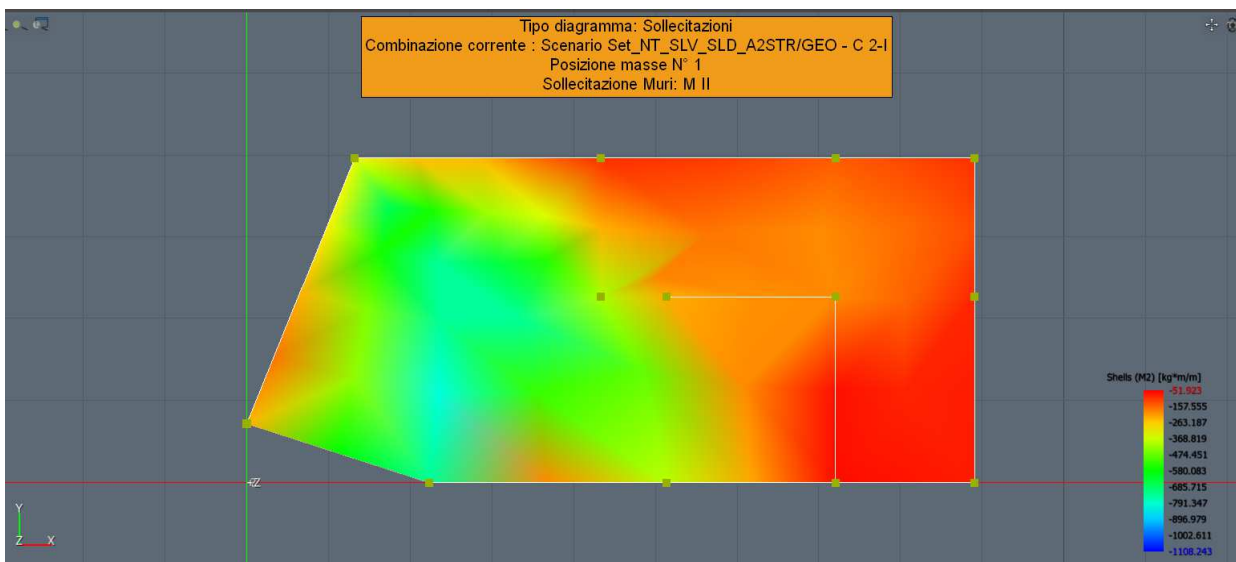 Tipo diagramma: Sollecitazioni
Combinazione corrente : Scenario Set_NT_SLV_SLD_A2STR/GEO - C 2-I
Posizione masse N° 1
Sollecitazione Muri: M II
Shells (M2) [kg*m/m]
-51.923
-157.555
-263.187
-368.819
-474.451
-580.083
-685.715
-791.347
-896.979
-1002.611
-1108.243
Z
Y
Z X